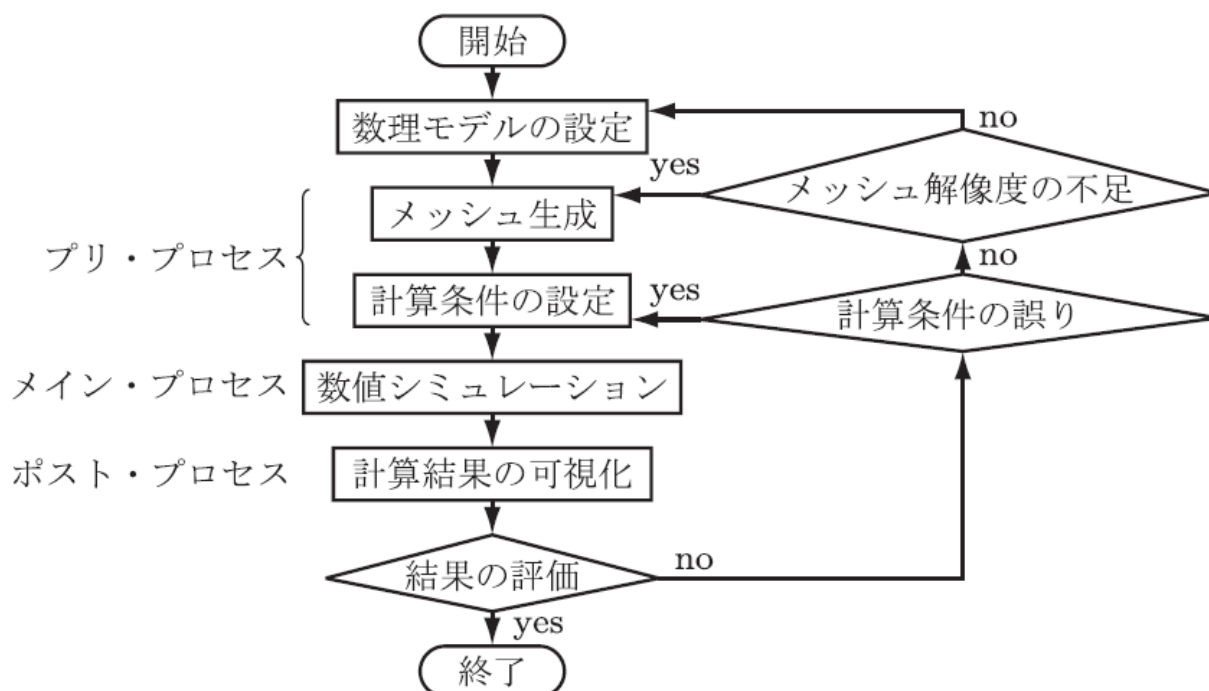 開始
数理モデルの設定
no
yes
メッシュ解像度の不足
メッシュ生成
プリ・プロセス
no
yes
計算条件の設定
計算条件の誤り
メイン・プロセス
数値シミュレーション
ポスト・プロセス
計算結果の可視化
結果の評価
no
yes
終了